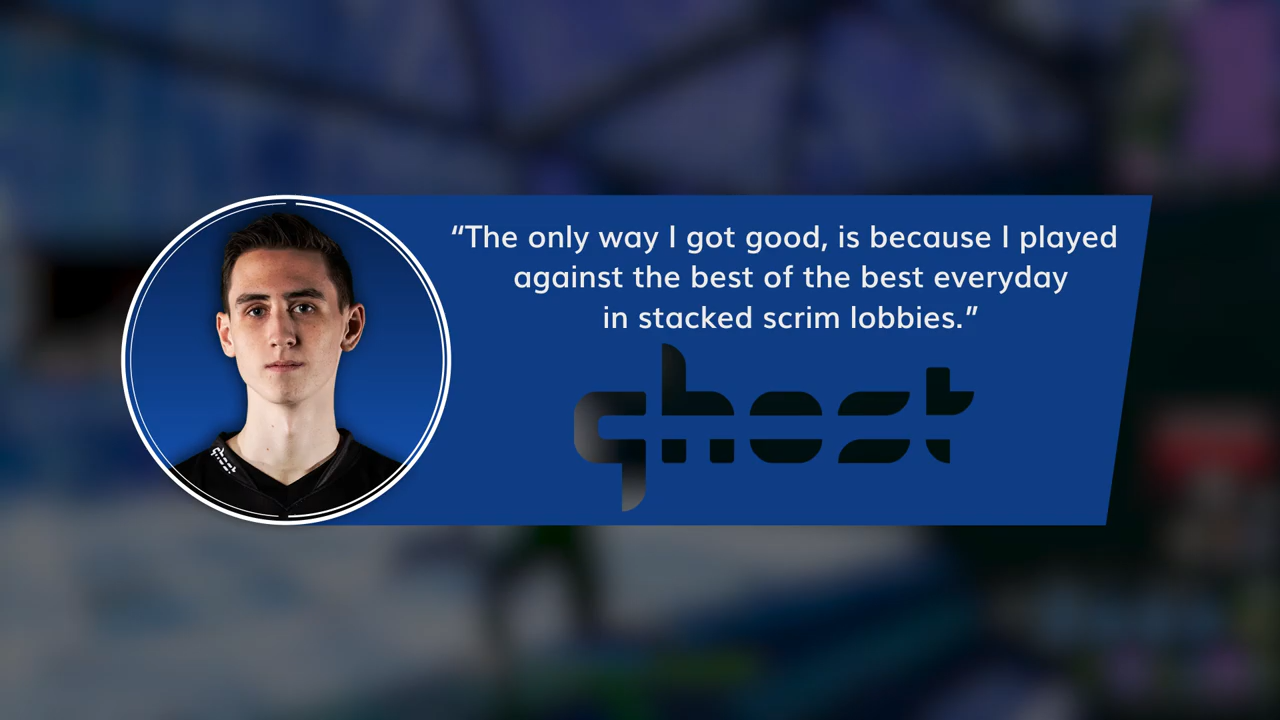 “The only way I got good, is because I played
against the best of the best everyday
in stacked scrim lobbies.”
ghost
ghost